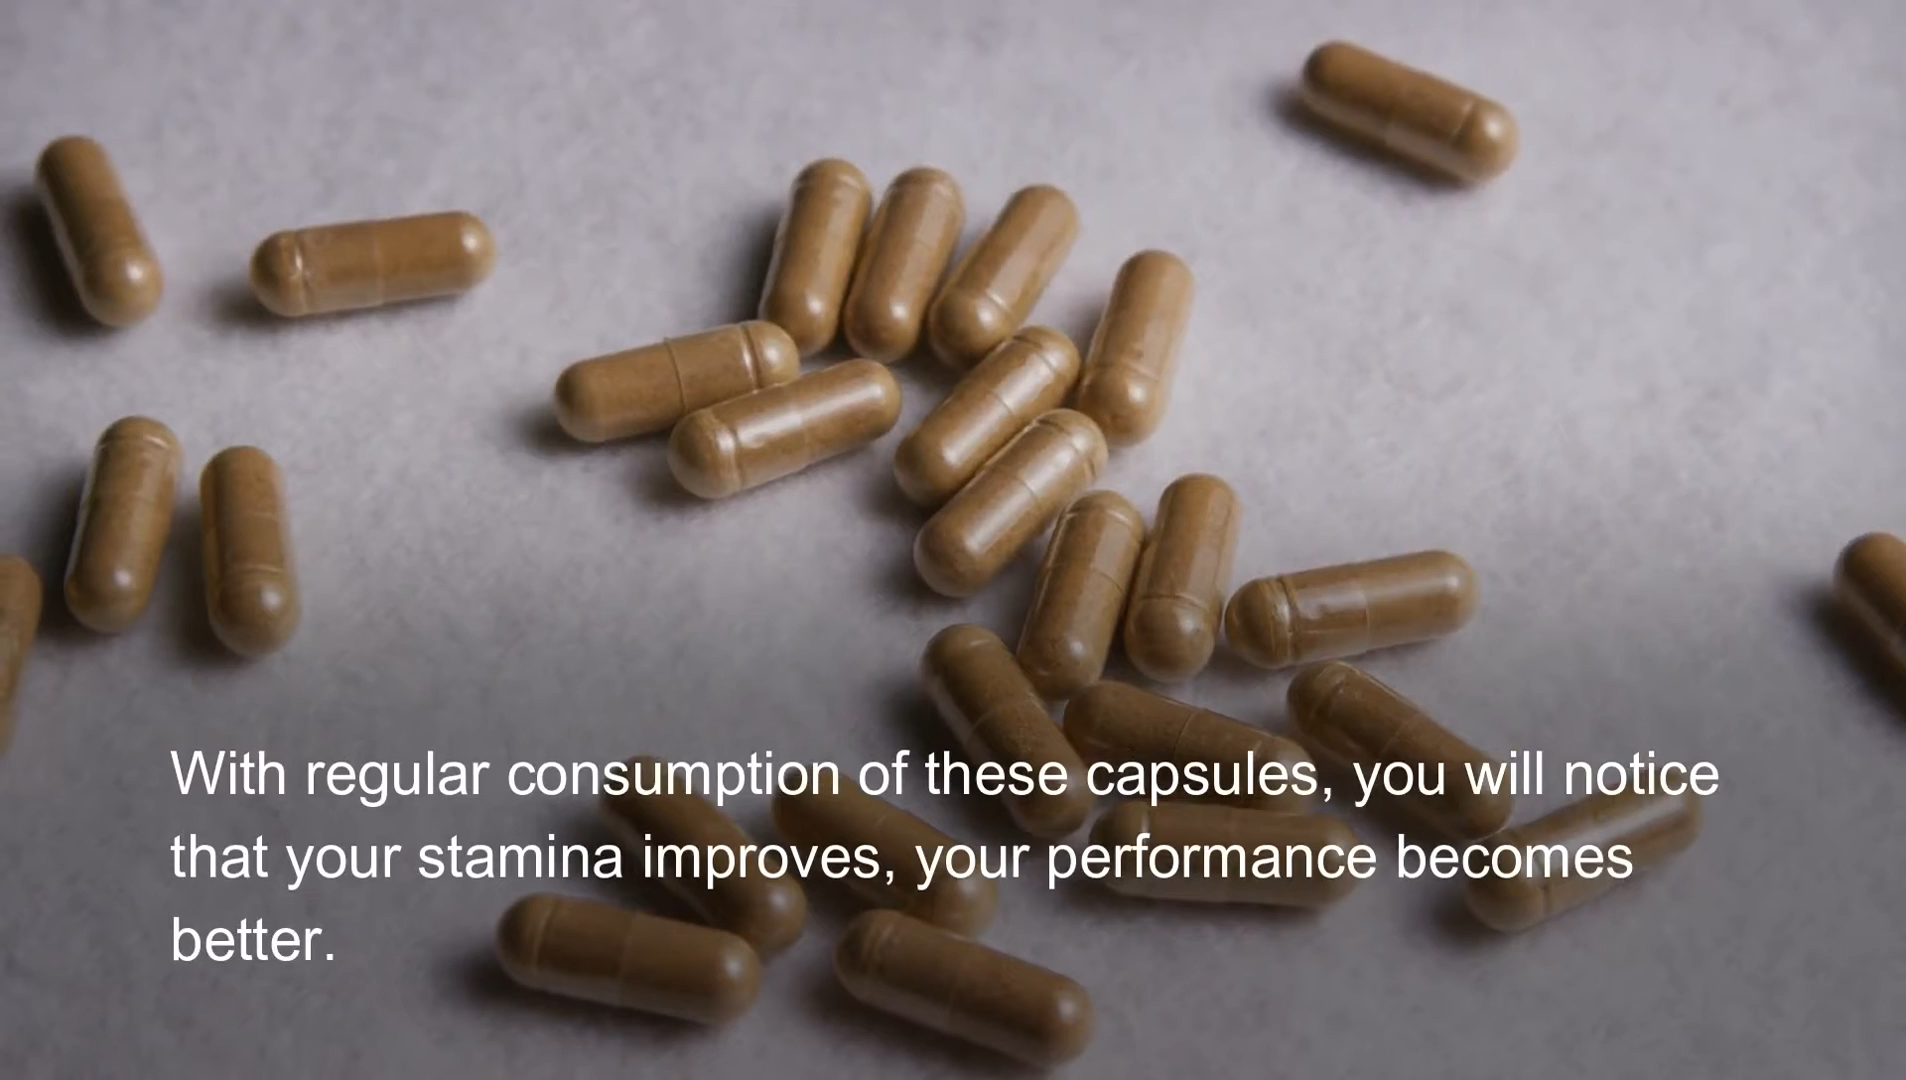 With regular consumption of these capsules, you will notice
that your stamina improves, your performance becomes
better.